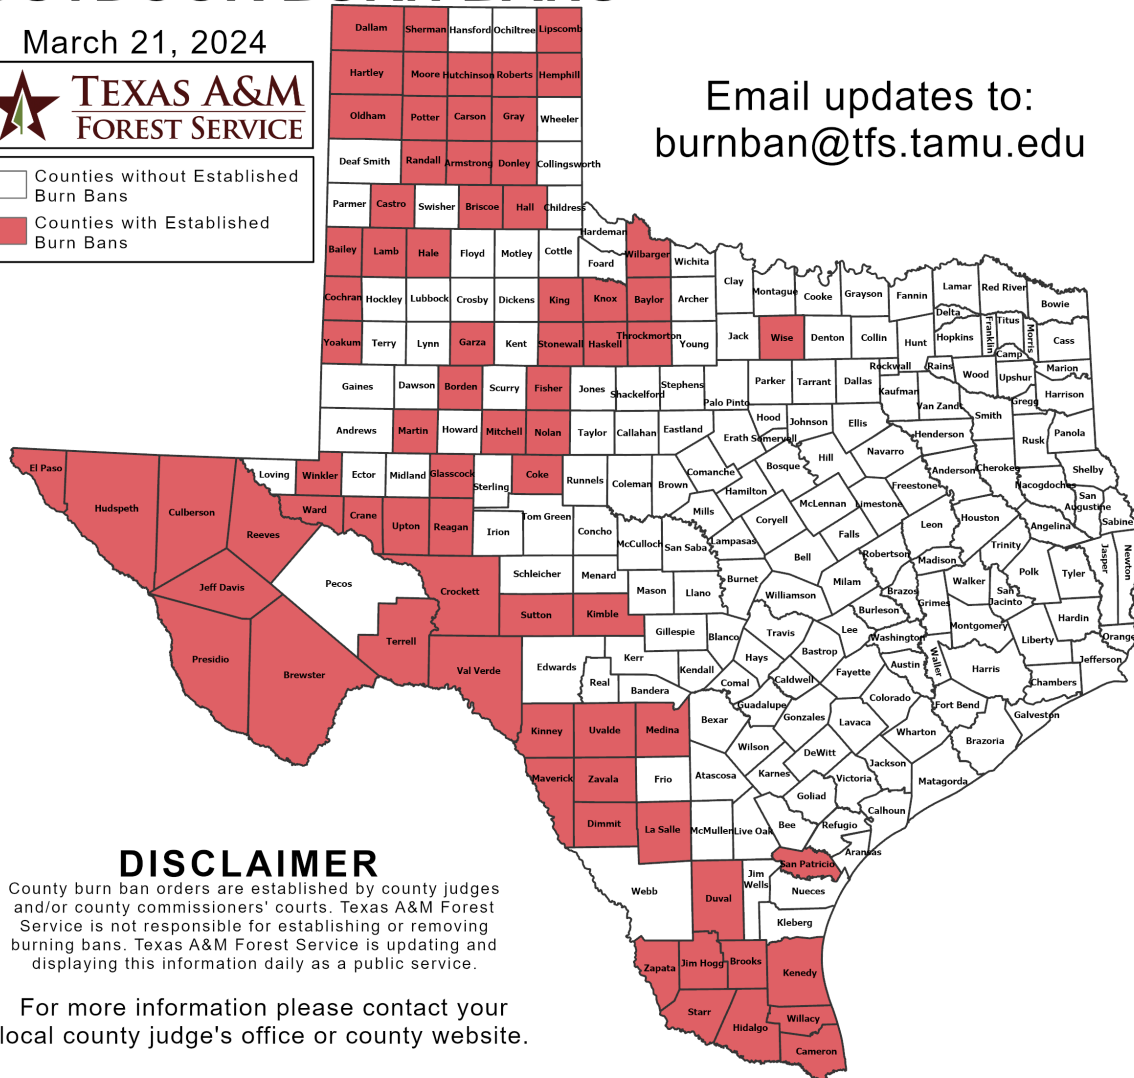 March 21, 2024
TEXAS A&M
FOREST SERVICE
Counties without Established
Burn Bans
Counties with Established
Burn Bans
Email updates to:
burnban@tfs.tamu.edu
Dallam Sherman Hansford Ochiltree Lipscomb
Hartley Moore Hutchinson Roberts Hemphill
Oldham Potter Carson Gray Wheeler
Deaf Smith Randall Armstrong Donley Collingsworth
Parmer Castro Swisher Briscoe Hall Childress
Hardeman
Bailey Lamb Hale Floyd Motley Cottle Foard Wilbarger Wichita
Clay Montague Cooke Grayson Fannin Lamar Red River Bowie
Cochran Hockley Lubbock Crosby Dickens King Knox Baylor Archer
Delta Franklin Titus Morris Cass
Yoakum Terry Lynn Garza Kent Stonewall Haskell Throckmorton Young Jack Wise Denton Collin Hunt Hopkins
Camp
Rockwall Rains Wood Upshur Marion
Gaines Dawson Borden Scurry Fisher Jones Shackelford Stephens Palo Pinto Parker Tarrant Dallas Kaufman Van Zandt Gregg Harrison
Smith
Andrews Martin Howard Mitchell Nolan Taylor Callahan Eastland Erath Somervell Hood Johnson Ellis Henderson Rusk Panola
El Paso Loving Winkler Ector Midland Glasscock Sterling Coke Runnels Coleman Brown Comanche Bosque Hill Navarro Anderson Cherokee Shelby
Hamilton Freestone Nacogdoches
Hudspeth Culberson Reeves Ward Crane Upton Reagan Irion Tom Green Concho McCulloch San Saba Mills Lampasas Coryell McLennan Limestone Leon Houston Angelina San
Augustine Sabine
Falls Bell Robertson Madison Trinity Polk Tyler Jasper Newton
Jeff Davis Pecos Crockett Schleicher Menard Mason Llano Burnet Williamson Milam Brazos Grimes Walker San
Jacinto Hardin
Terrell Sutton Kimble Gillespie Blanco Travis Lee Burleson Washington Montgomery Liberty Orange
Presidio Brewster Val Verde Edwards Real Kerr Kendall Hays Bastrop Fayette Austin Waller Harris Jefferson
Bandera Comal Caldwell Colorado Fort Bend Chambers
Kinney Uvalde Medina Bexar Guadalupe Gonzales Lavaca Wharton Brazoria Galveston
Wilson DeWitt Jackson
Maverick Zavala Frio Atascosa Karnes Victoria Matagorda
Goliad Calhoun
Dimmit La Salle McMullen Live Oak Bee Refugio
Aransas
San Patricio
Webb Duval Jim
Wells Nueces
Kleberg
Zapata Jim Hogg Brooks Kenedy
Starr Hidalgo Willacy
Cameron
DISCLAIMER
County burn ban orders are established by county judges
and/or county commissioners' courts. Texas A&M Forest
Service is not responsible for establishing or removing
burning bans. Texas A&M Forest Service is updating and
displaying this information daily as a public service.
For more information please contact your
local county judge's office or county website.